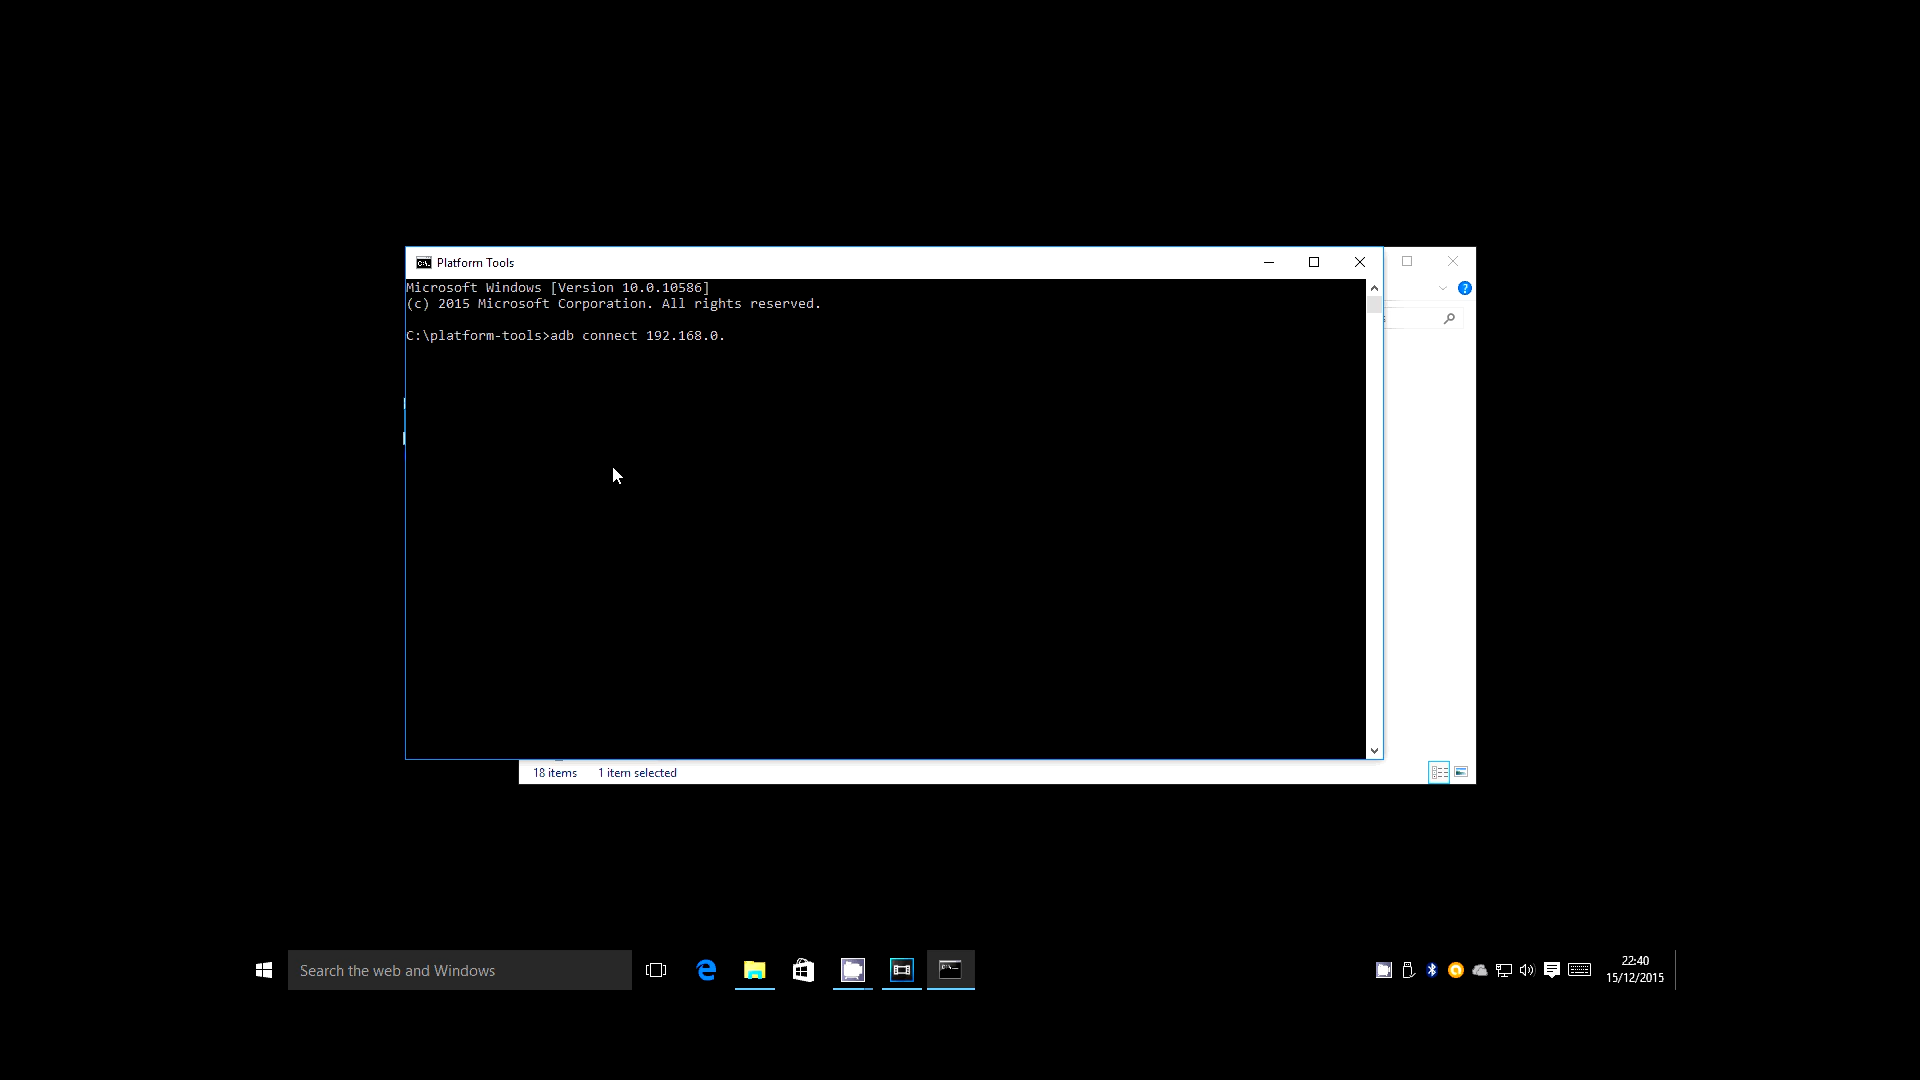 Platform Tools
Microsoft Windows [Version 10.0.10586]
(c) 2015 Microsoft Corporation. All rights reserved.
C:\platform-tools>adb connect 192.168.0.
18 items 1 item selected
Search the web and Windows
22:40
15/12/2015